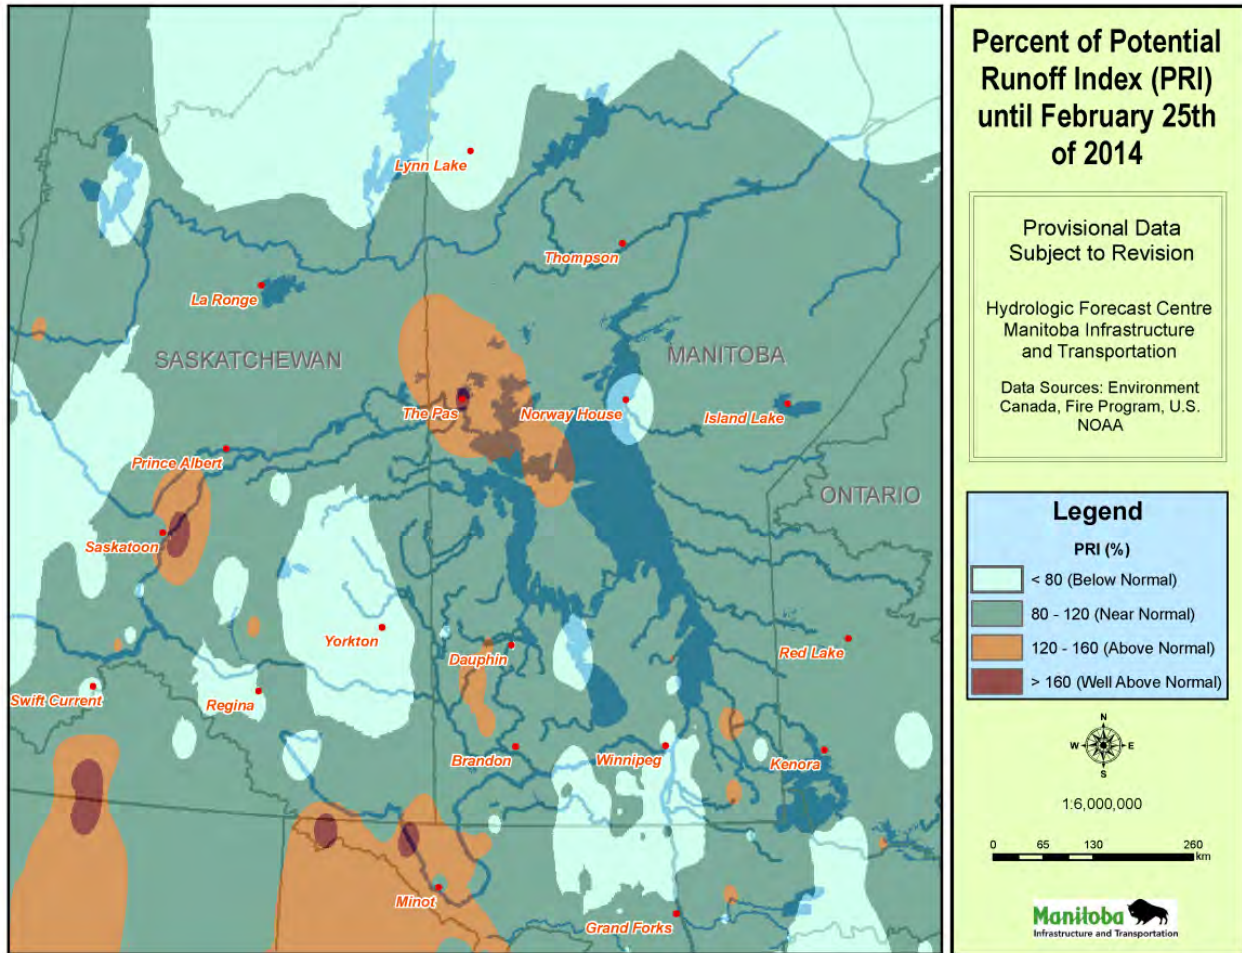 Lynn Lake
Thompson
La Ronge
SASKATCHEWAN
MANITOBA
The Pas
Norway House
Island Lake
Prince Albert
ONTARIO
Saskatoon
Yorkton
Dauphin
Red Lake
Swift Current
Regina
Brandon
Winnipeg
Kenora
Minot
Grand Forks
Percent of Potential
Runoff Index (PRI)
until February 25th
of 2014
Provisional Data
Subject to Revision
Hydrologic Forecast Centre
Manitoba Infrastructure
and Transportation
Data Sources: Environment
Canada, Fire Program, U.S.
NOAA
Legend
PRI (%)
< 80 (Below Normal)
80 - 120 (Near Normal)
120 - 160 (Above Normal)
> 160 (Well Above Normal)
N
W E
S
1:6,000,000
0 65 130 260
km
Manitoba
Infrastructure and Transportation